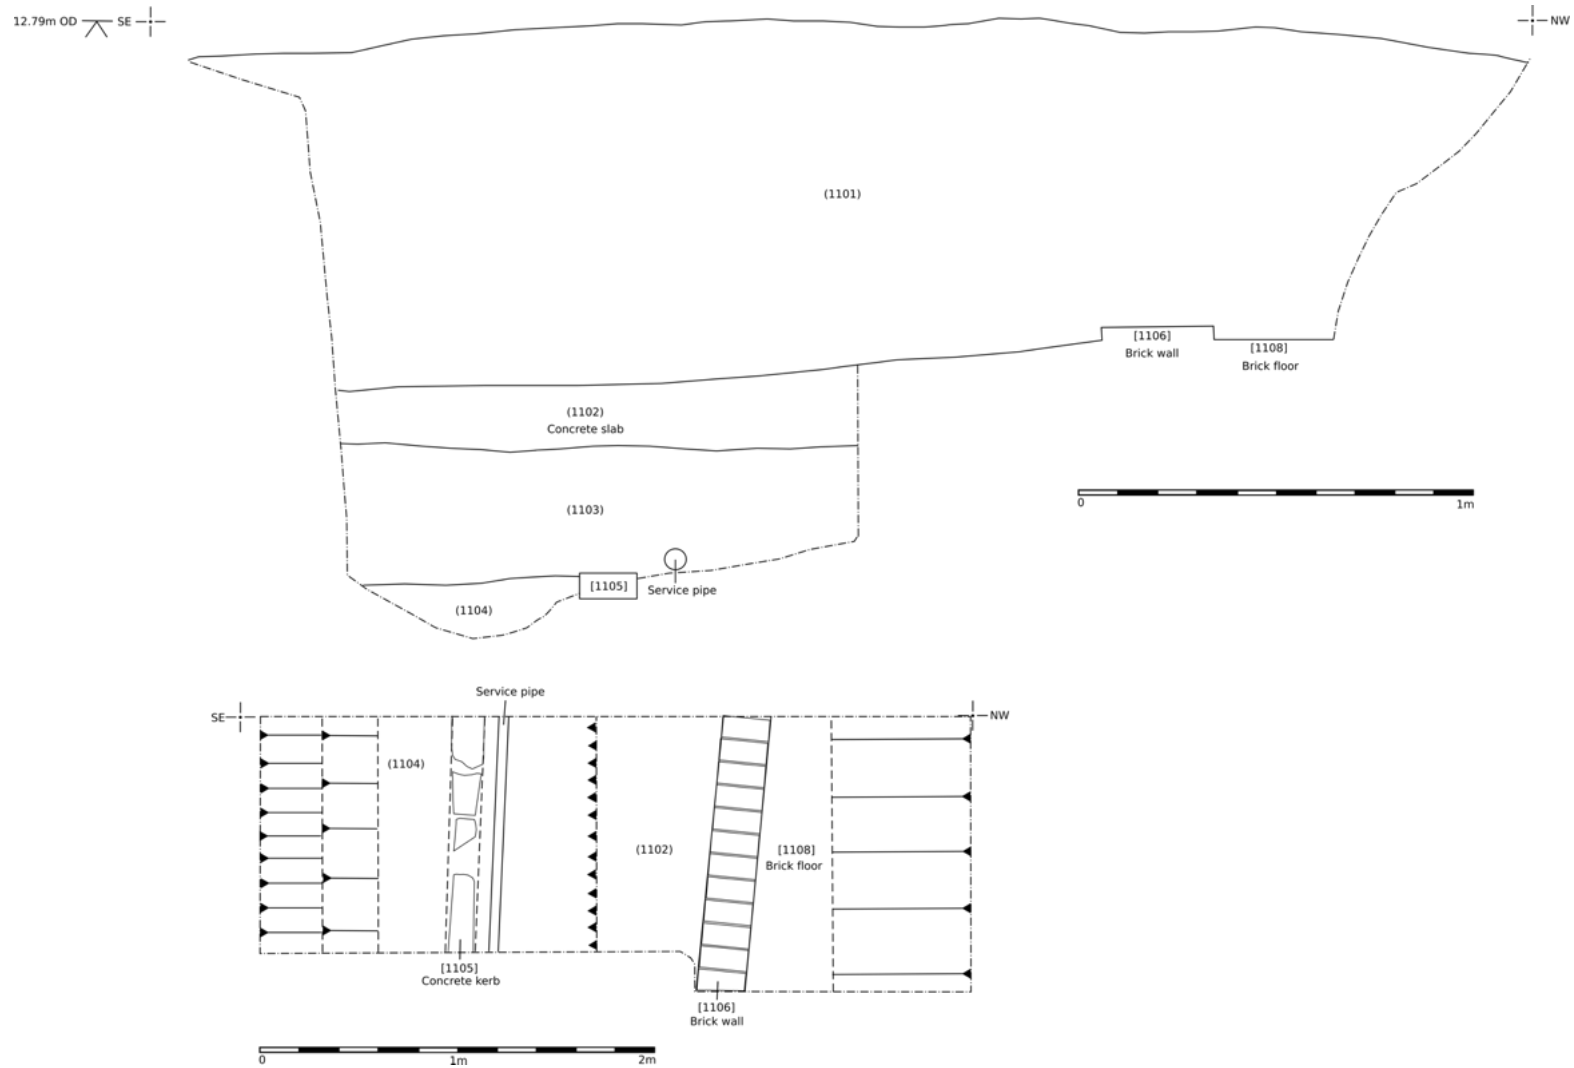 12.79m OD
SE
NW
(1101)
[1106]
Brick wall
[1108]
Brick floor
(1102)
Concrete slab
0
1m
(1103)
[1105]
Service pipe
(1104)
Service pipe
SE
NW
(1104)
(1102)
[1108]
Brick floor
[1105]
Concrete kerb
[1106]
Brick wall
0
1m
2m